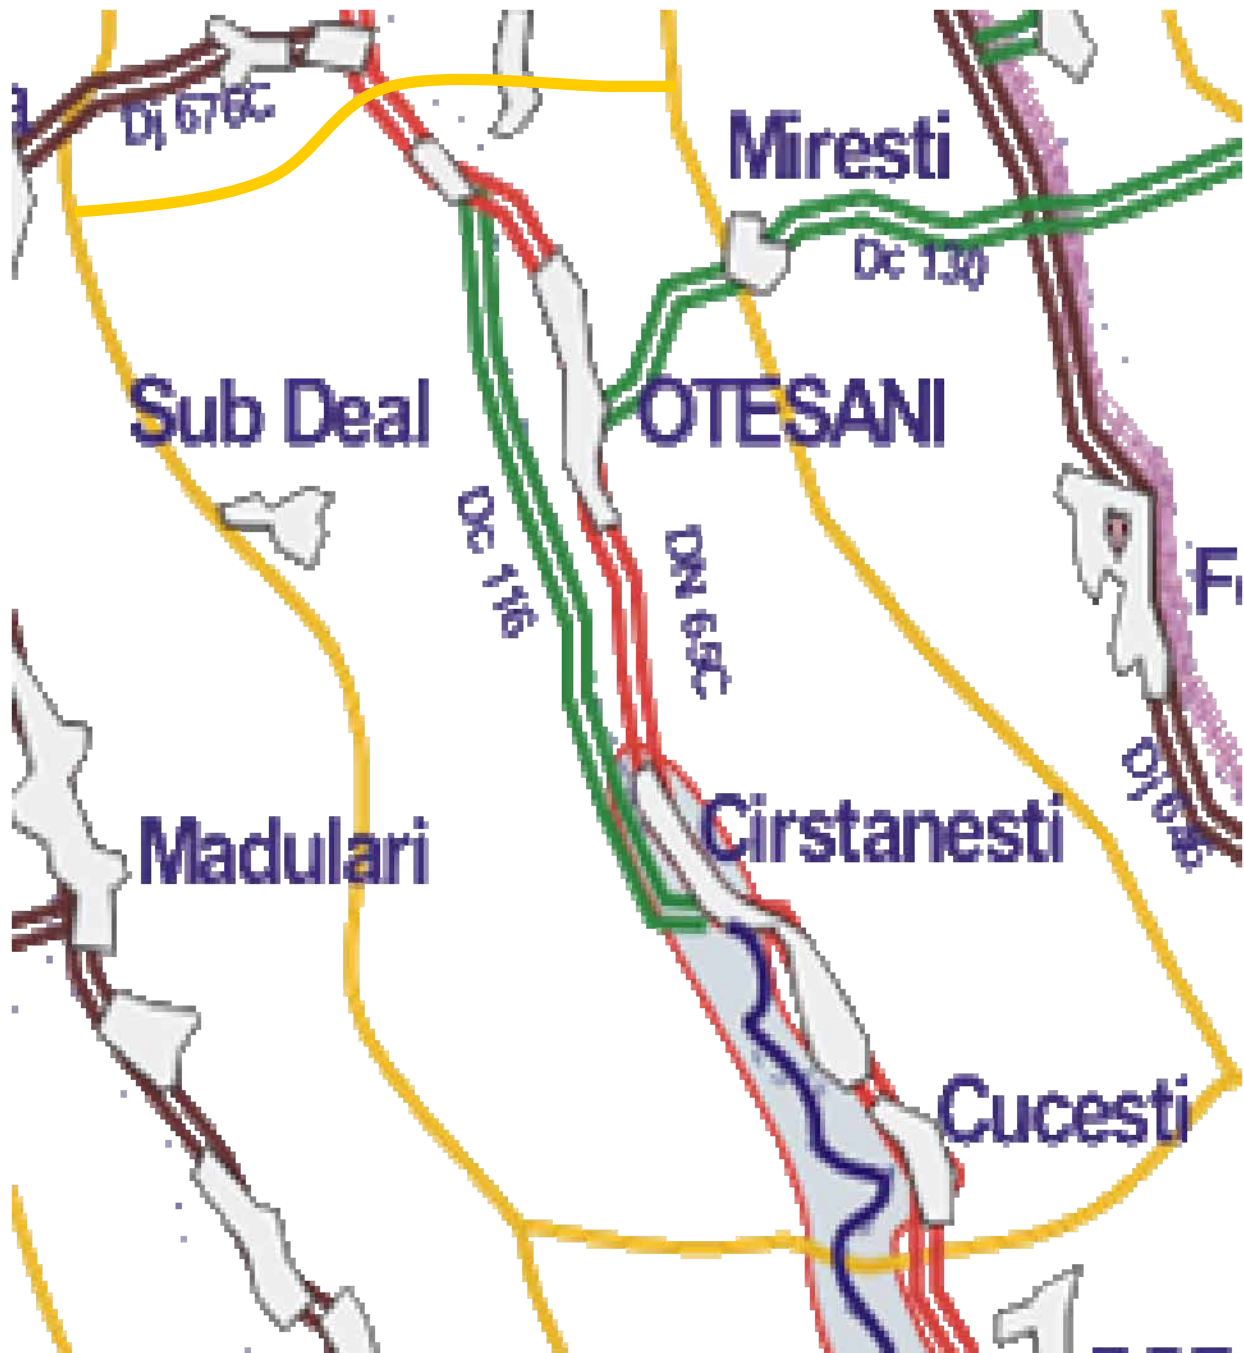 Dj 676C
Miresti
Dc 130
Sub Deal
OTESANI
Dc 116
DN 65C
F
Dj 646
Cirstanesti
Madulari
Cucesti